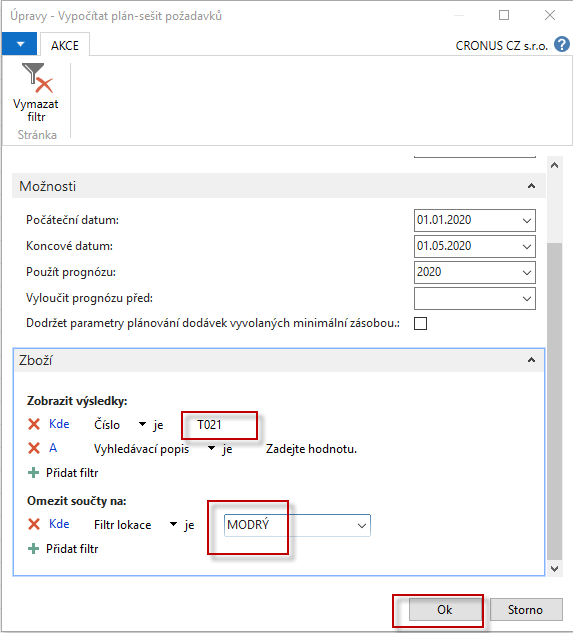 Úpravy - Vypočítat plán-sešit požadavků
AKCE
CRONUS CZ s.r.o.
Vymazat
filtr
Stránka
Možnosti
Počáteční datum: 01.01.2020
Koncové datum: 01.05.2020
Použít prognózu: 2020
Vyloučit prognózu před:
Dodržet parametry plánování dodávek vyvolaných minimální zásobou.:
Zboží
Zobrazit výsledky:
Kde Číslo je T021
A Vyhledávací popis je Zadejte hodnotu.
Přidat filtr
Omezit součty na:
Kde Filtr lokace je MODRÝ
Přidat filtr
Ok Storno